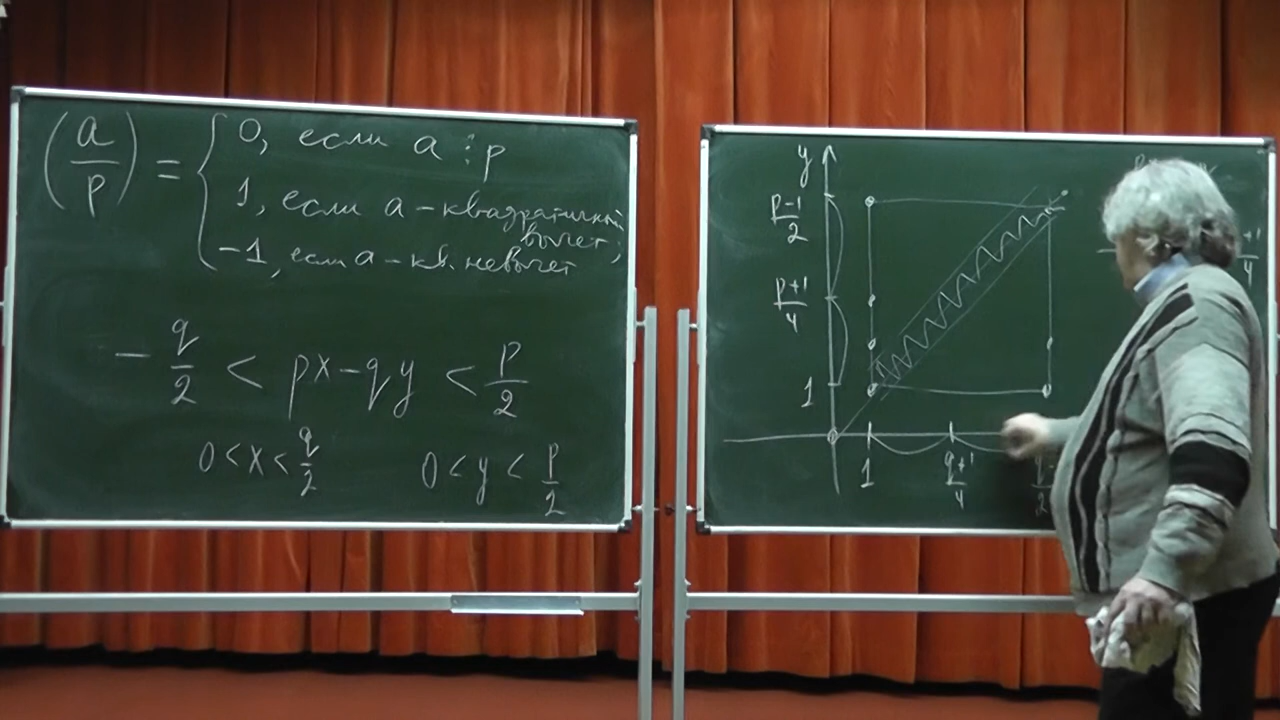 (a/p) = { 0, если a ⋮ p
1, если a – квадратичный
вычет;
−1, если a – кв. невычет
− q/2 < px − qy < p/2
0 < x < q/2 0 < y < p/2
y
p−1/2
p+1/4
1
1 q+1/4